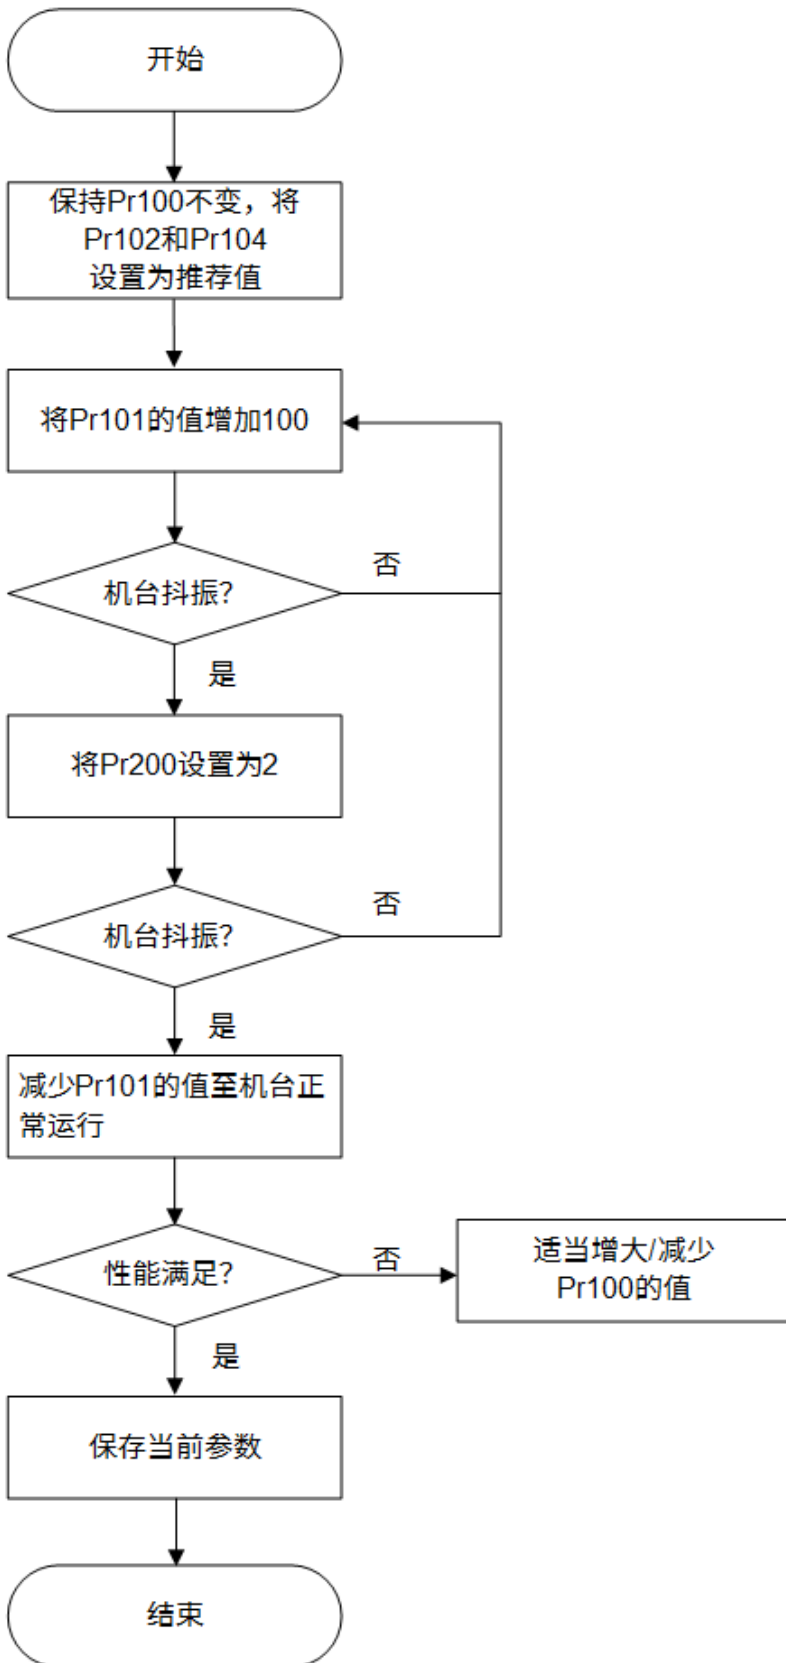 开始
保持Pr100不变，将
Pr102和Pr104
设置为推荐值
将Pr101的值增加100
机台抖振？
否
是
将Pr200设置为2
机台抖振？
否
是
减少Pr101的值至机台正
常运行
性能满足？
否
适当增大/减少
Pr100的值
是
保存当前参数
结束